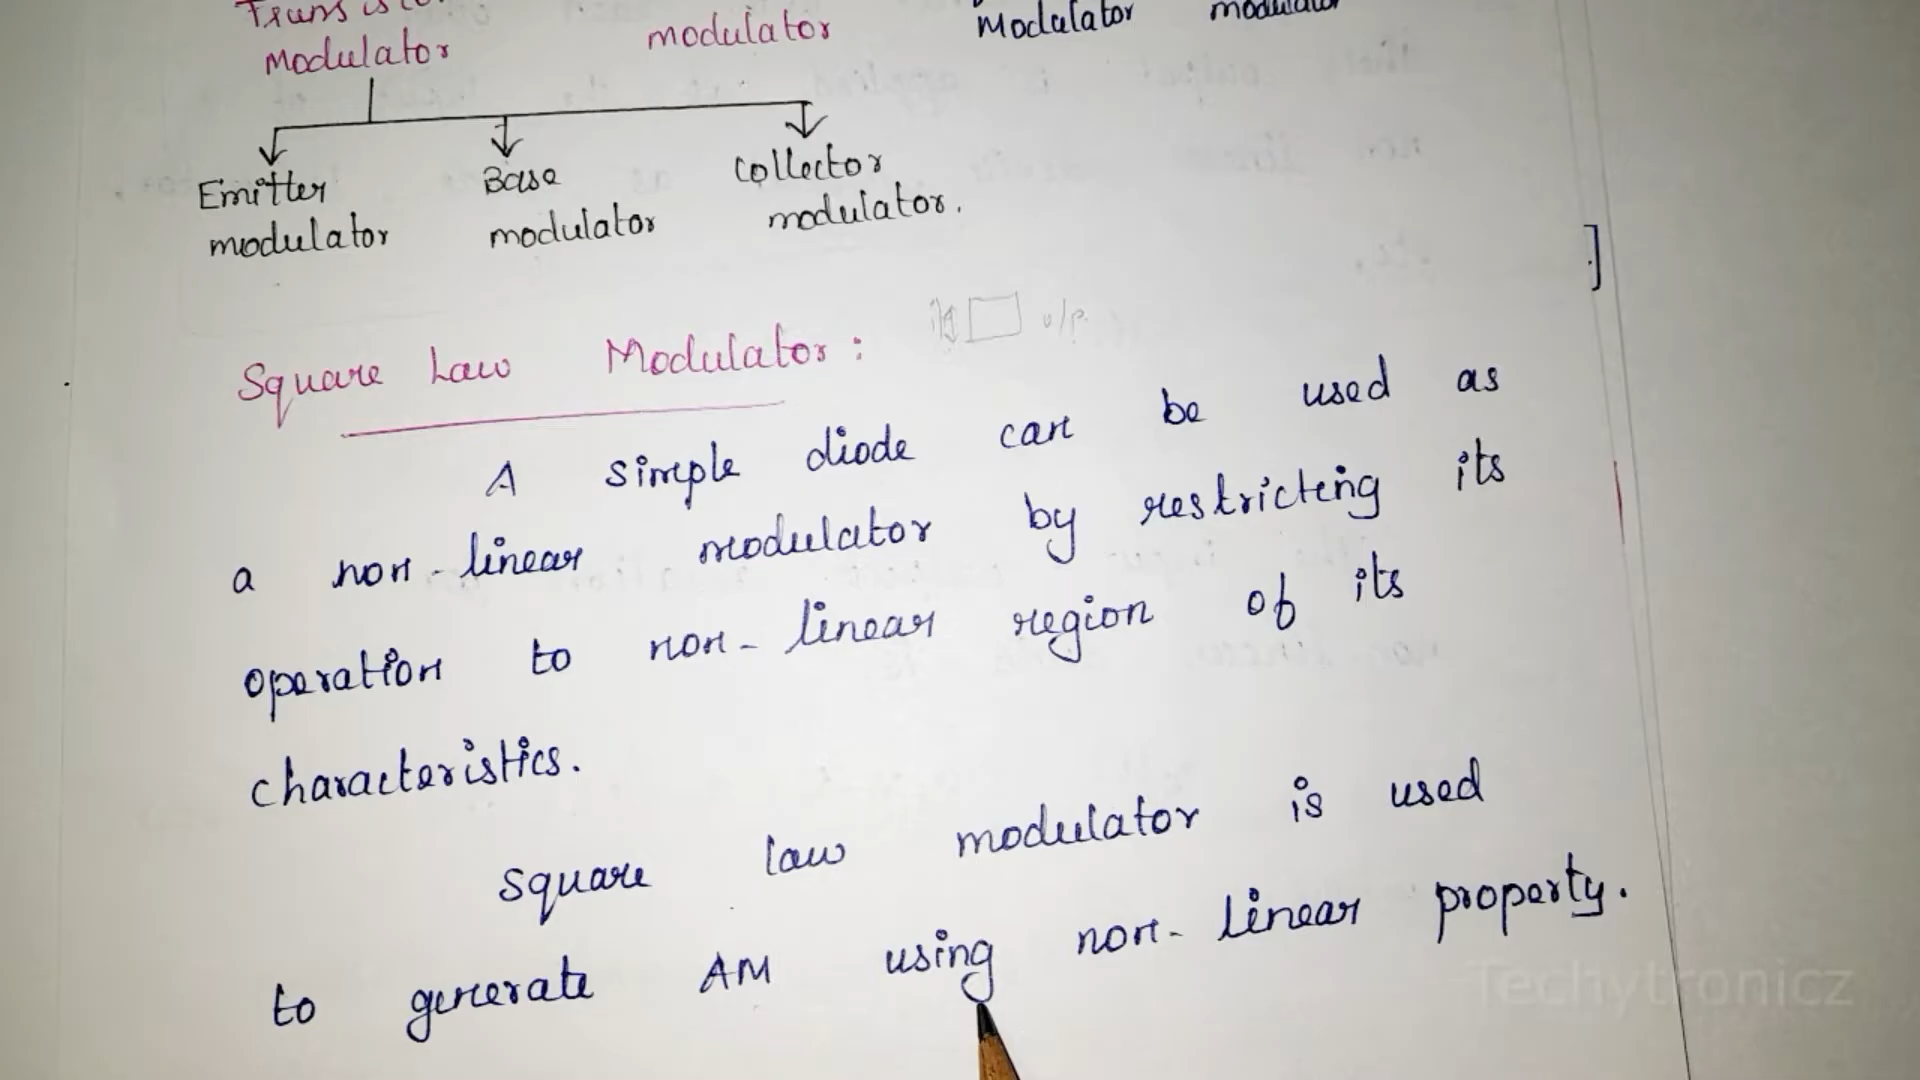 Transistor
Modulator modulator Modulator modulator
Emitter Base Collector
modulator modulator modulator.
]
Square Law Modulator: o/p
A simple diode can be used as
a non-linear modulator by restricting its
operation to non-linear region of its
characteristics.
Square law modulator is used
to generate AM using non-linear property.
Techytronicz